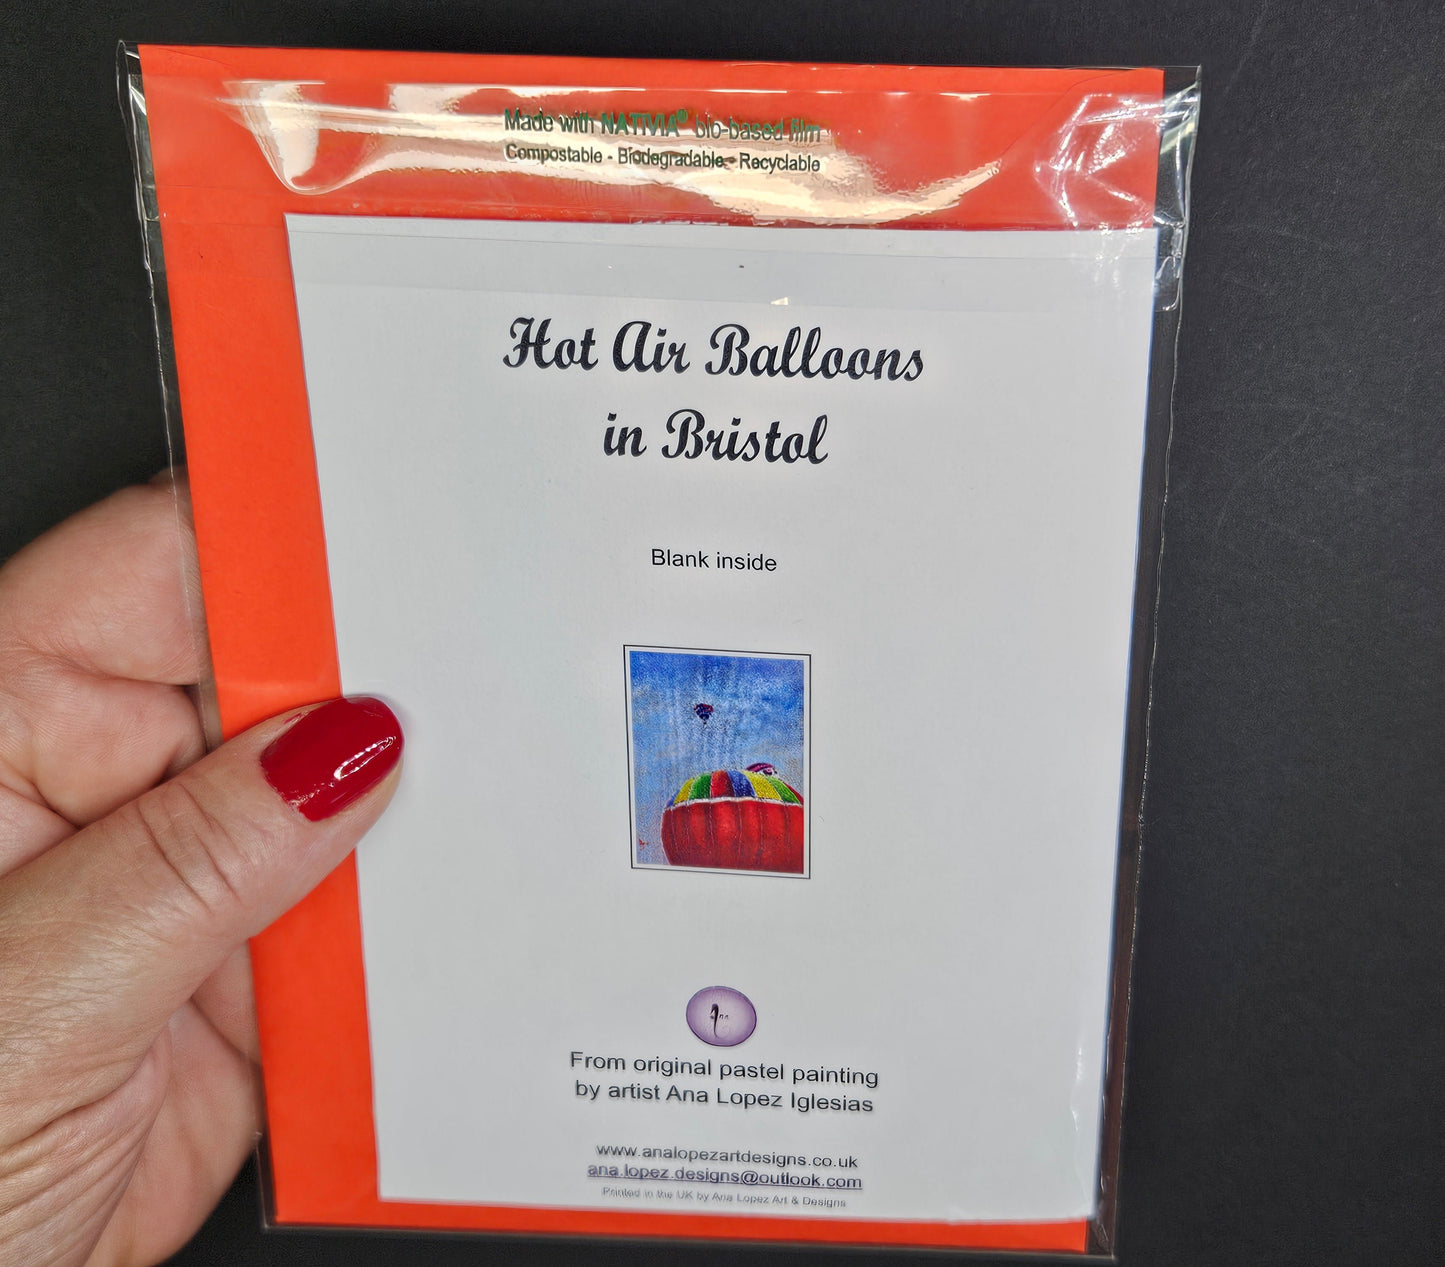 Made with NATIVIA® bio-based film
Compostable - Biodegradable - Recyclable
Hot Air Balloons
in Bristol
Blank inside
Ana
From original pastel painting
by artist Ana Lopez Iglesias
www.analopezartdesigns.co.uk
ana.lopez.designs@outlook.com
Printed in the UK by Ana Lopez Art & Designs